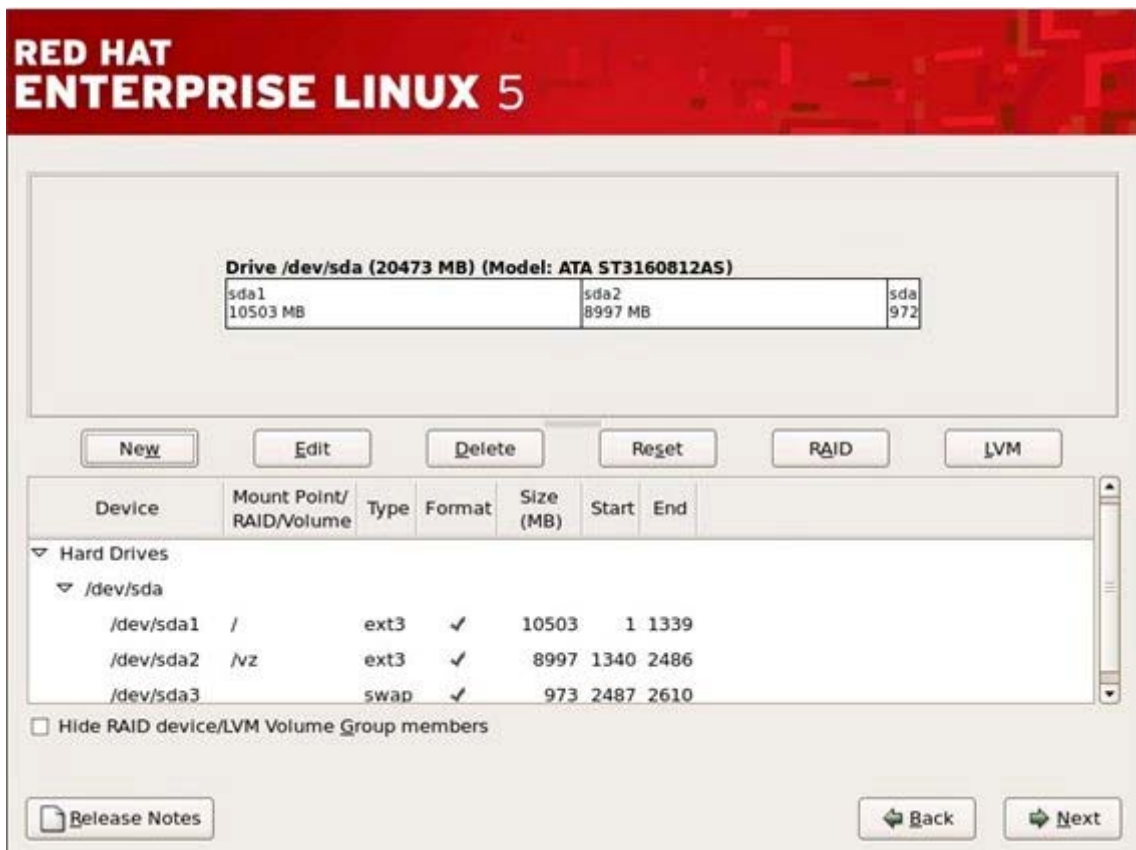 RED HAT
ENTERPRISE LINUX 5
Drive /dev/sda (20473 MB) (Model: ATA ST3160812AS)
sda1 sda2 sda
10503 MB 8997 MB 972
New Edit Delete Reset RAID LVM
Device Mount Point/ RAID/Volume Type Format Size (MB) Start End
Hard Drives
/dev/sda
/dev/sda1 / ext3 10503 1 1339
/dev/sda2 /vz ext3 8997 1340 2486
/dev/sda3 swap 973 2487 2610
Hide RAID device/LVM Volume Group members
Release Notes Back Next